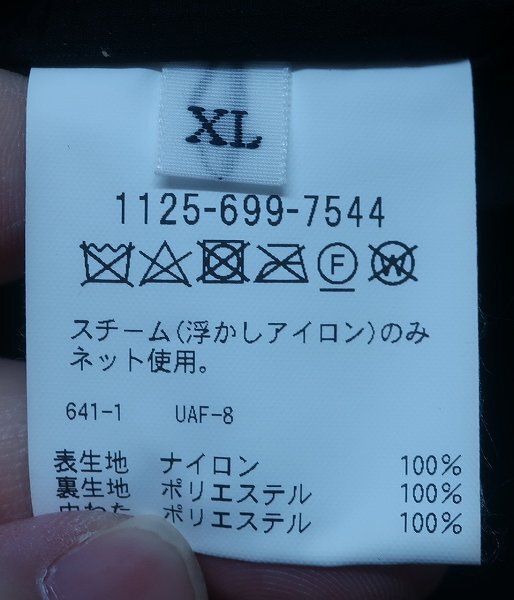 XL
1125-699-7544
F W
スチーム(浮かしアイロン)のみ
ネット使用。
641-1 UAF-8
表生地 ナイロン 100%
裏生地 ポリエステル 100%
中わた ポリエステル 100%